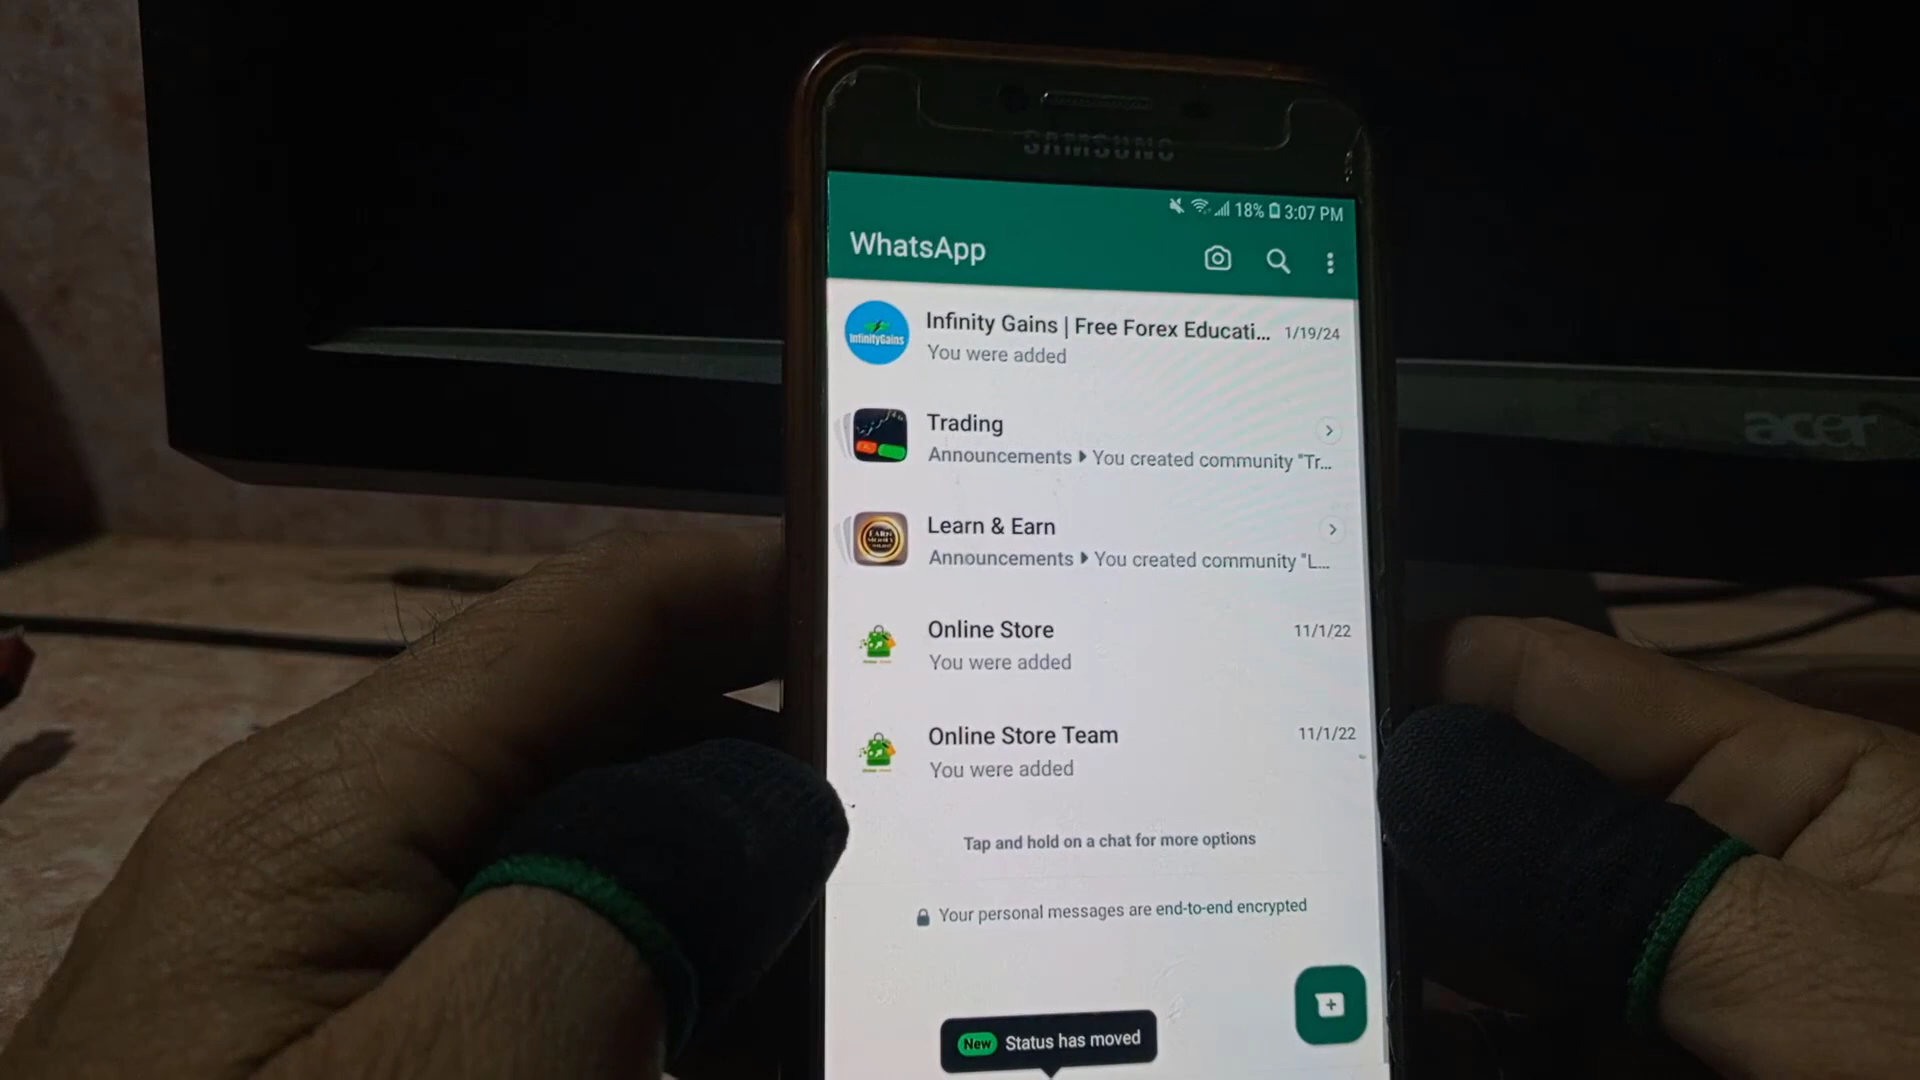 SAMSUNG
18% 3:07 PM
WhatsApp
InfinityGains
Infinity Gains | Free Forex Educati... 1/19/24
You were added
Trading
Announcements You created community "Tr...
EARN
MONEY
Learn & Earn
Announcements You created community "L...
Online Store 11/1/22
You were added
Online Store Team 11/1/22
You were added
Tap and hold on a chat for more options
Your personal messages are end-to-end encrypted
New Status has moved
acer